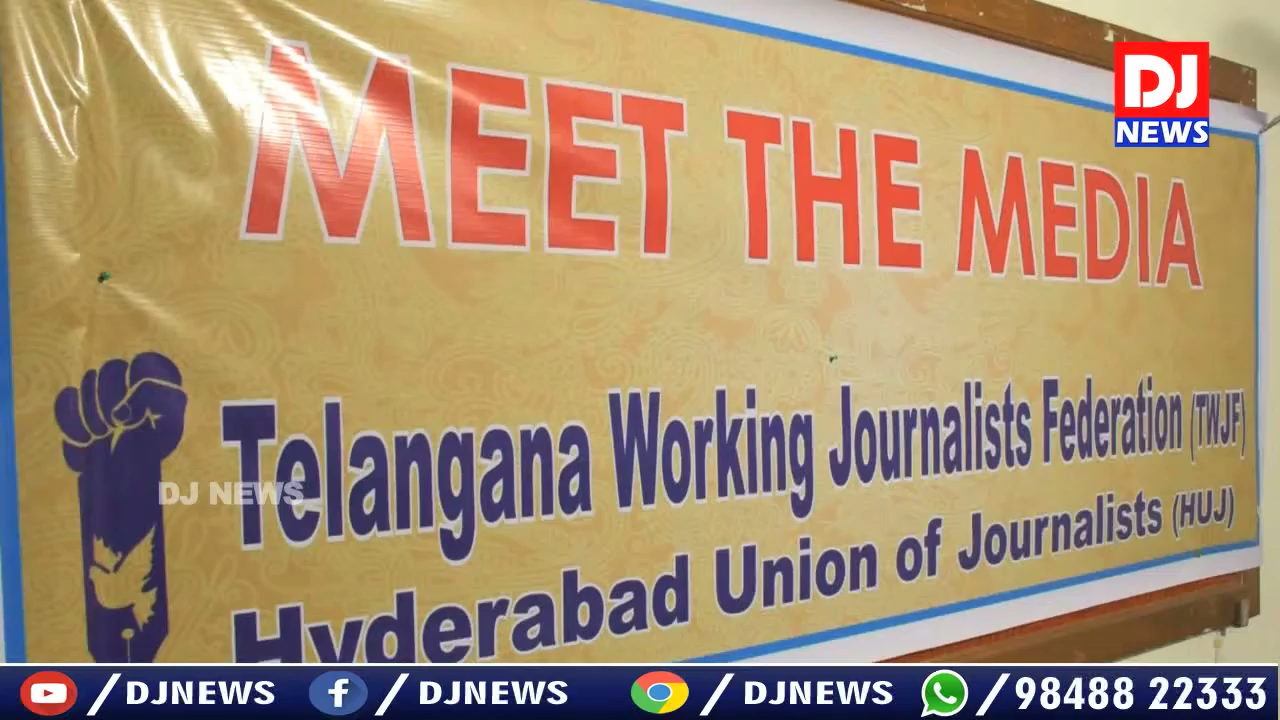 MEET THE MEDIA
DJ
NEWS
Telangana Working Journalists Federation (TWJF)
DJ NEWS
Hyderabad Union of Journalists (HUJ)
/DJNEWS /DJNEWS /DJNEWS /98488 22333